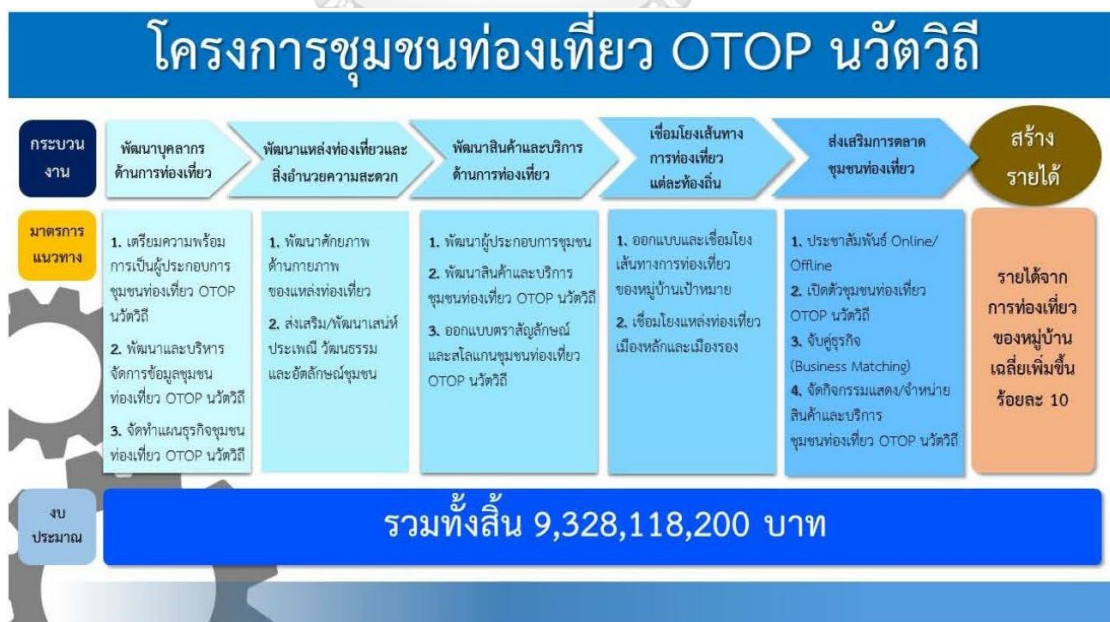 โครงการชุมชนท่องเที่ยว OTOP นวัตวิถี
กระบวน
งาน
พัฒนาบุคลากร
ด้านการท่องเที่ยว
พัฒนาแหล่งท่องเที่ยวและ
สิ่งอำนวยความสะดวก
พัฒนาสินค้าและบริการ
ด้านการท่องเที่ยว
เชื่อมโยงเส้นทาง
การท่องเที่ยว
แต่ละท้องถิ่น
ส่งเสริมการตลาด
ชุมชนท่องเที่ยว
สร้าง
รายได้
มาตรการ
แนวทาง
1. เตรียมความพร้อม
การเป็นผู้ประกอบการ
ชุมชนท่องเที่ยว OTOP
นวัตวิถี
2. พัฒนาและบริหาร
จัดการข้อมูลชุมชน
ท่องเที่ยว OTOP นวัตวิถี
3. จัดทำแผนธุรกิจชุมชน
ท่องเที่ยว OTOP นวัตวิถี
1. พัฒนาศักยภาพ
ด้านกายภาพ
ของแหล่งท่องเที่ยว
2. ส่งเสริม/พัฒนาเสน่ห์
ประเพณี วัฒนธรรม
และอัตลักษณ์ชุมชน
1. พัฒนาผู้ประกอบการชุมชน
2. พัฒนาสินค้าและบริการ
ชุมชนท่องเที่ยว OTOP นวัตวิถี
3. ออกแบบตราสัญลักษณ์
และสโลแกนชุมชนท่องเที่ยว
OTOP นวัตวิถี
1. ออกแบบและเชื่อมโยง
เส้นทางการท่องเที่ยว
ของหมู่บ้านเป้าหมาย
2. เชื่อมโยงแหล่งท่องเที่ยว
เมืองหลักและเมืองรอง
1. ประชาสัมพันธ์ Online/
Offline
2. เปิดตัวชุมชนท่องเที่ยว
OTOP นวัตวิถี
3. จับคู่ธุรกิจ
(Business Matching)
4. จัดกิจกรรมแสดง/จำหน่าย
สินค้าและบริการ
ชุมชนท่องเที่ยว OTOP นวัตวิถี
รายได้จาก
การท่องเที่ยว
ของหมู่บ้าน
เฉลี่ยเพิ่มขึ้น
ร้อยละ 10
งบ
ประมาณ
รวมทั้งสิ้น 9,328,118,200 บาท